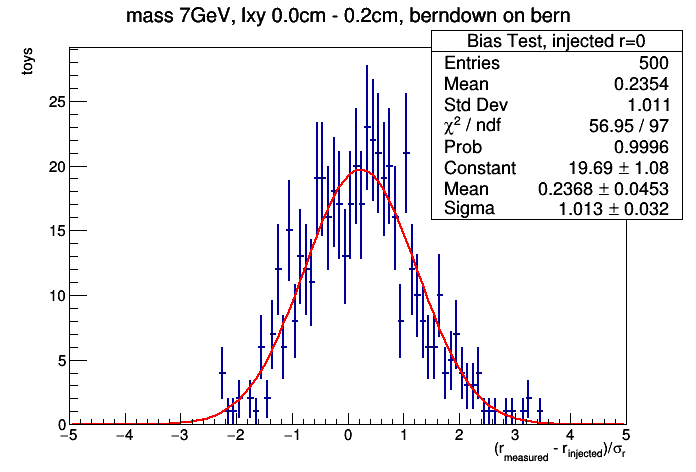 mass 7GeV, lxy 0.0cm - 0.2cm, berndown on bern
toys
Bias Test, injected r=0
Entries 500
Mean 0.2354
Std Dev 1.011
χ² / ndf 56.95 / 97
Prob 0.9996
Constant 19.69 ± 1.08
Mean 0.2368 ± 0.0453
Sigma 1.013 ± 0.032
25
20
15
10
5
0
−5 −4 −3 −2 −1 0 1 2 3 4 5
(r_measured - r_injected)/σ_r